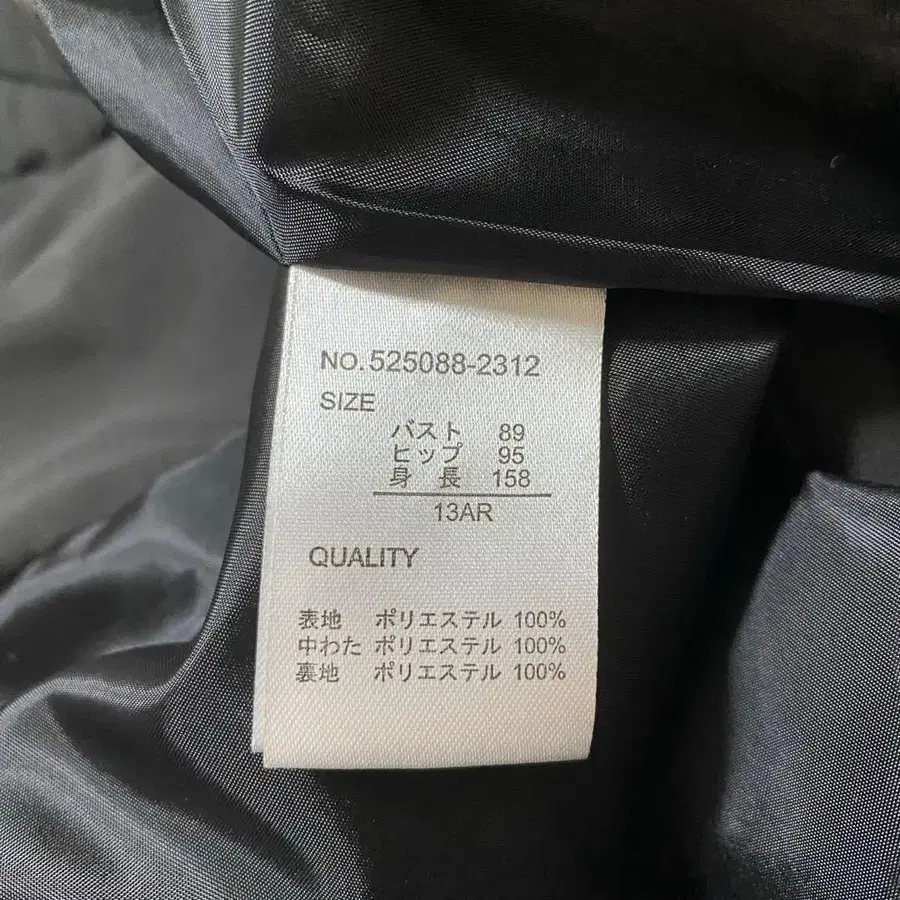 NO. 525088-2312
SIZE
バスト 89
ヒップ 95
身 長 158
13AR
QUALITY
表地 ポリエステル 100%
中わた ポリエステル 100%
裏地 ポリエステル 100%